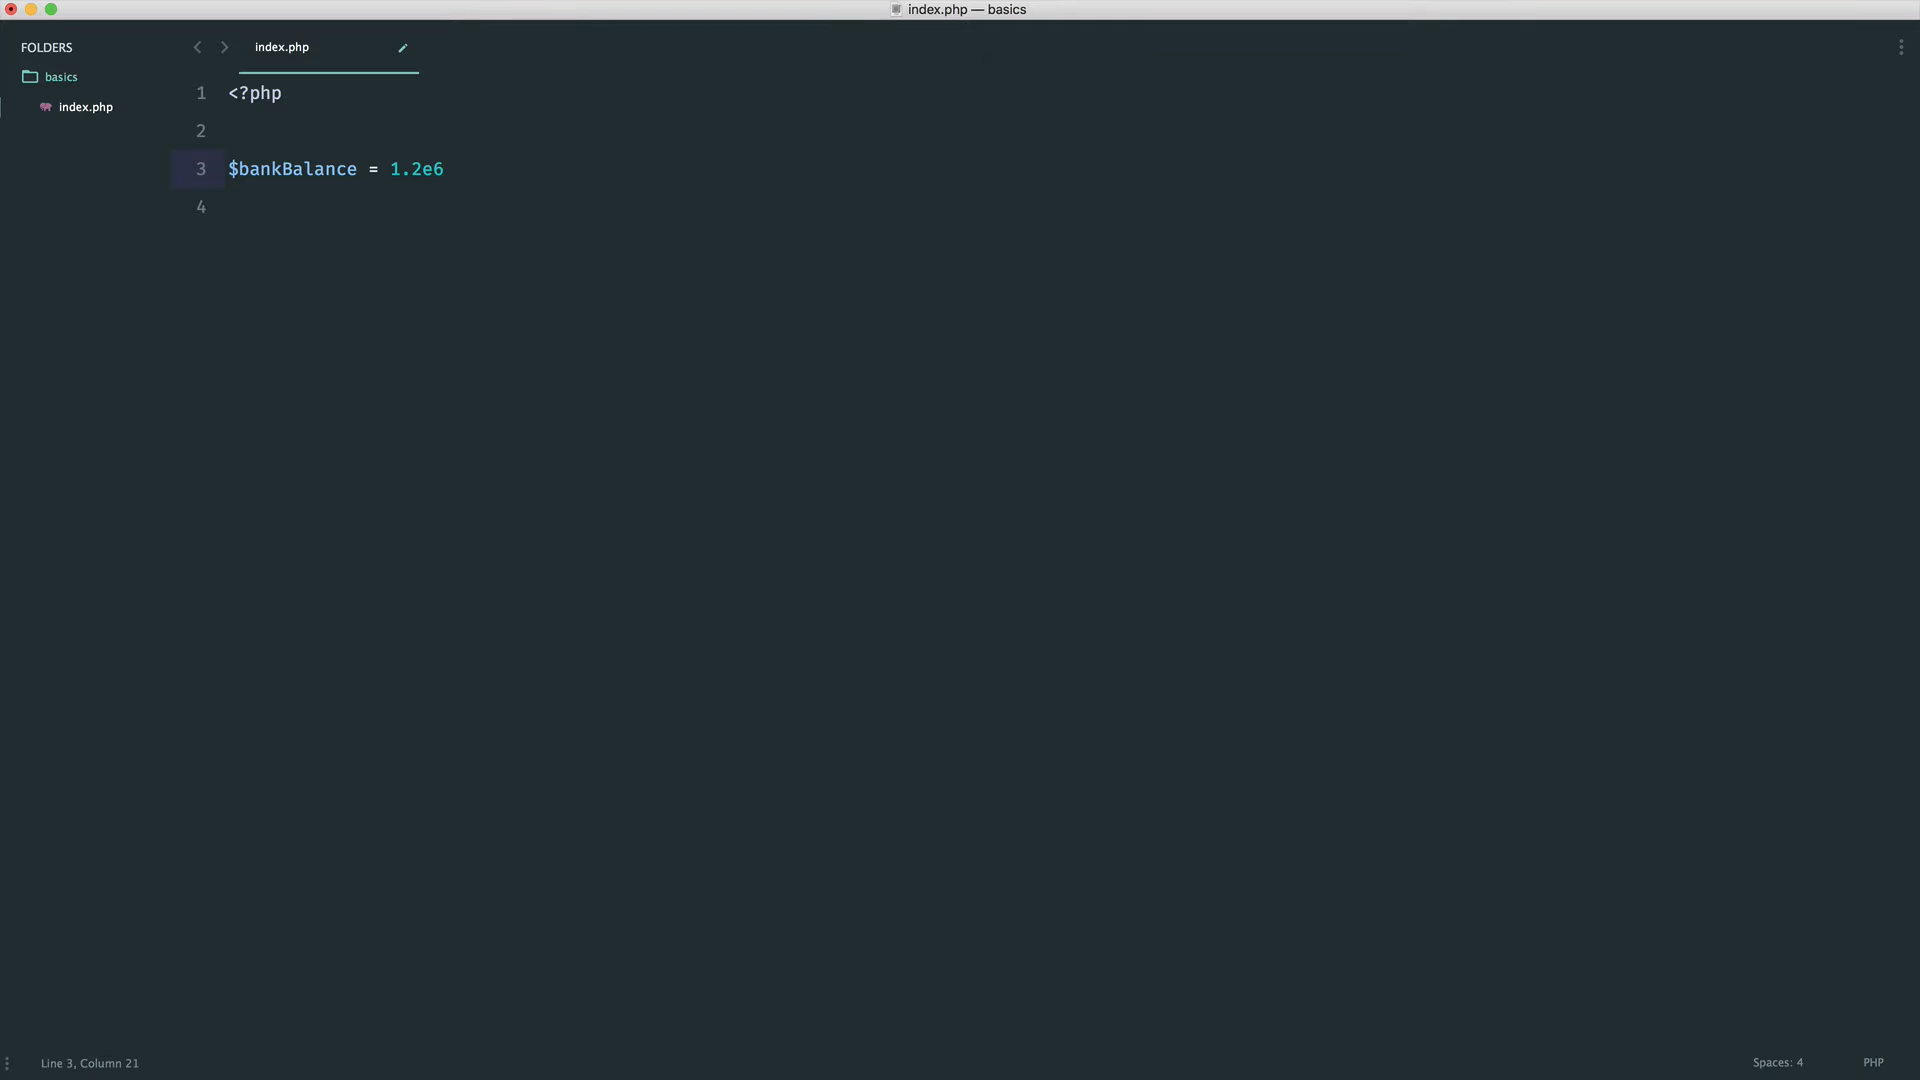 index.php — basics
FOLDERS
basics
index.php
index.php
1 <?php
2
3 $bankBalance = 1.2e6
4
Line 3, Column 21
Spaces: 4
PHP